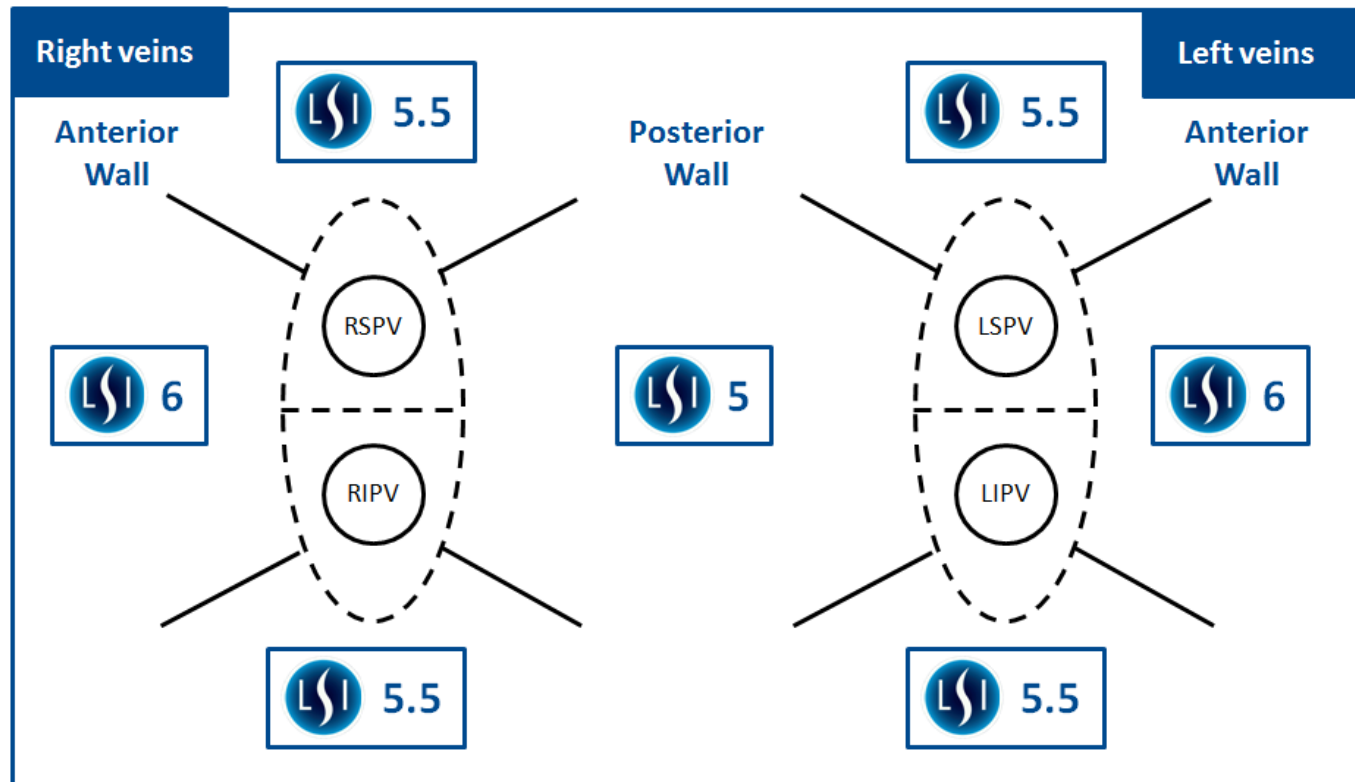 Right veins
Left veins
LSI 5.5
LSI 5.5
Anterior
Wall
Posterior
Wall
Anterior
Wall
RSPV
LSPV
LSI 6
LSI 5
LSI 6
RIPV
LIPV
LSI 5.5
LSI 5.5